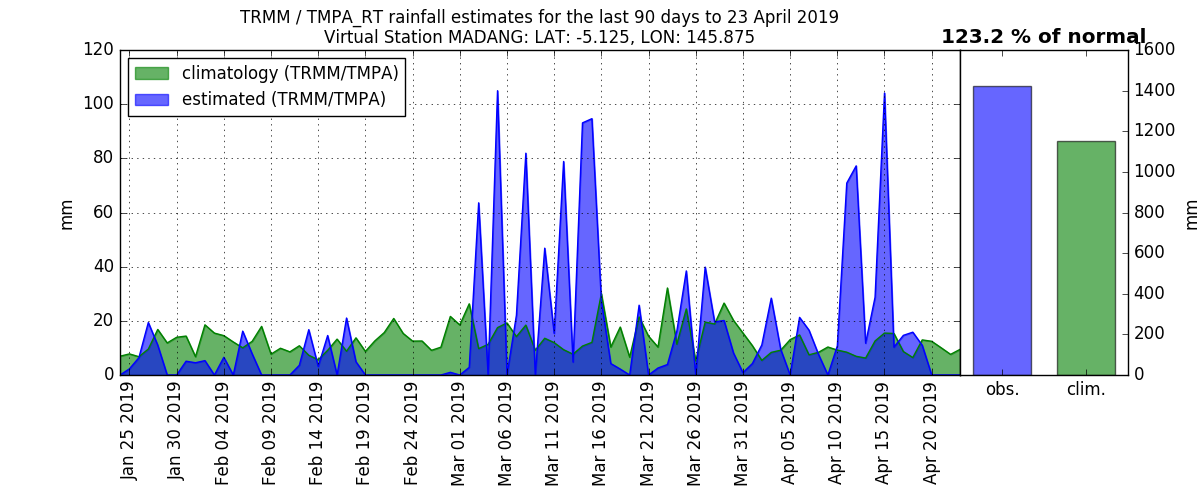 TRMM / TMPA_RT rainfall estimates for the last 90 days to 23 April 2019
Virtual Station MADANG: LAT: -5.125, LON: 145.875
123.2 % of normal
climatology (TRMM/TMPA)
estimated (TRMM/TMPA)
mm
120
100
80
60
40
20
0
Jan 25 2019
Jan 30 2019
Feb 04 2019
Feb 09 2019
Feb 14 2019
Feb 19 2019
Feb 24 2019
Mar 01 2019
Mar 06 2019
Mar 11 2019
Mar 16 2019
Mar 21 2019
Mar 26 2019
Mar 31 2019
Apr 05 2019
Apr 10 2019
Apr 15 2019
Apr 20 2019
obs.
clim.
1600
1400
1200
1000
800
600
400
200
0
mm